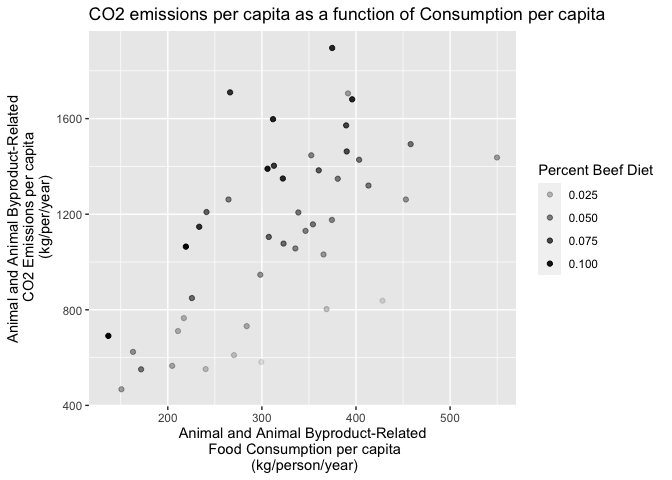 CO2 emissions per capita as a function of Consumption per capita
Animal and Animal Byproduct-Related
CO2 Emissions per capita
(kg/per/year)
1600
1200
800
400
200
300
400
500
Animal and Animal Byproduct-Related
Food Consumption per capita
(kg/person/year)
Percent Beef Diet
0.025
0.050
0.075
0.100